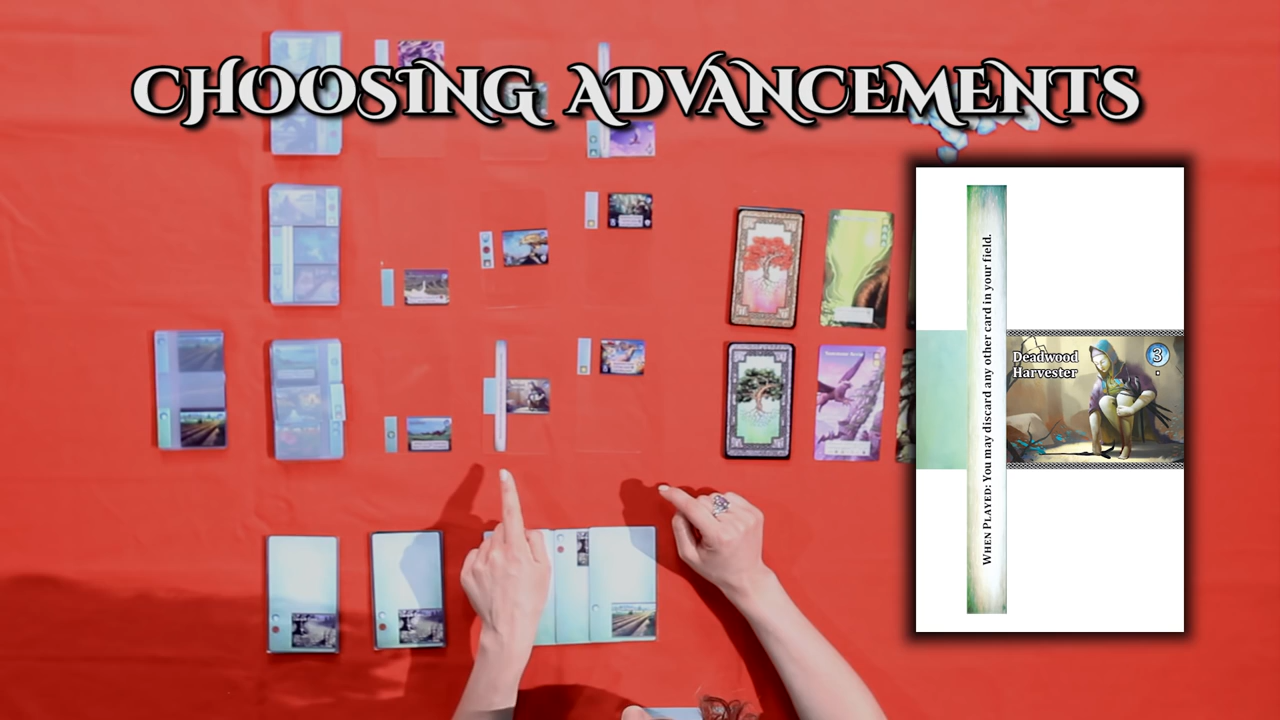 CHOOSING ADVANCEMENTS
WHEN PLAYED: You may discard any other card in your field.
Deadwood
Harvester
3